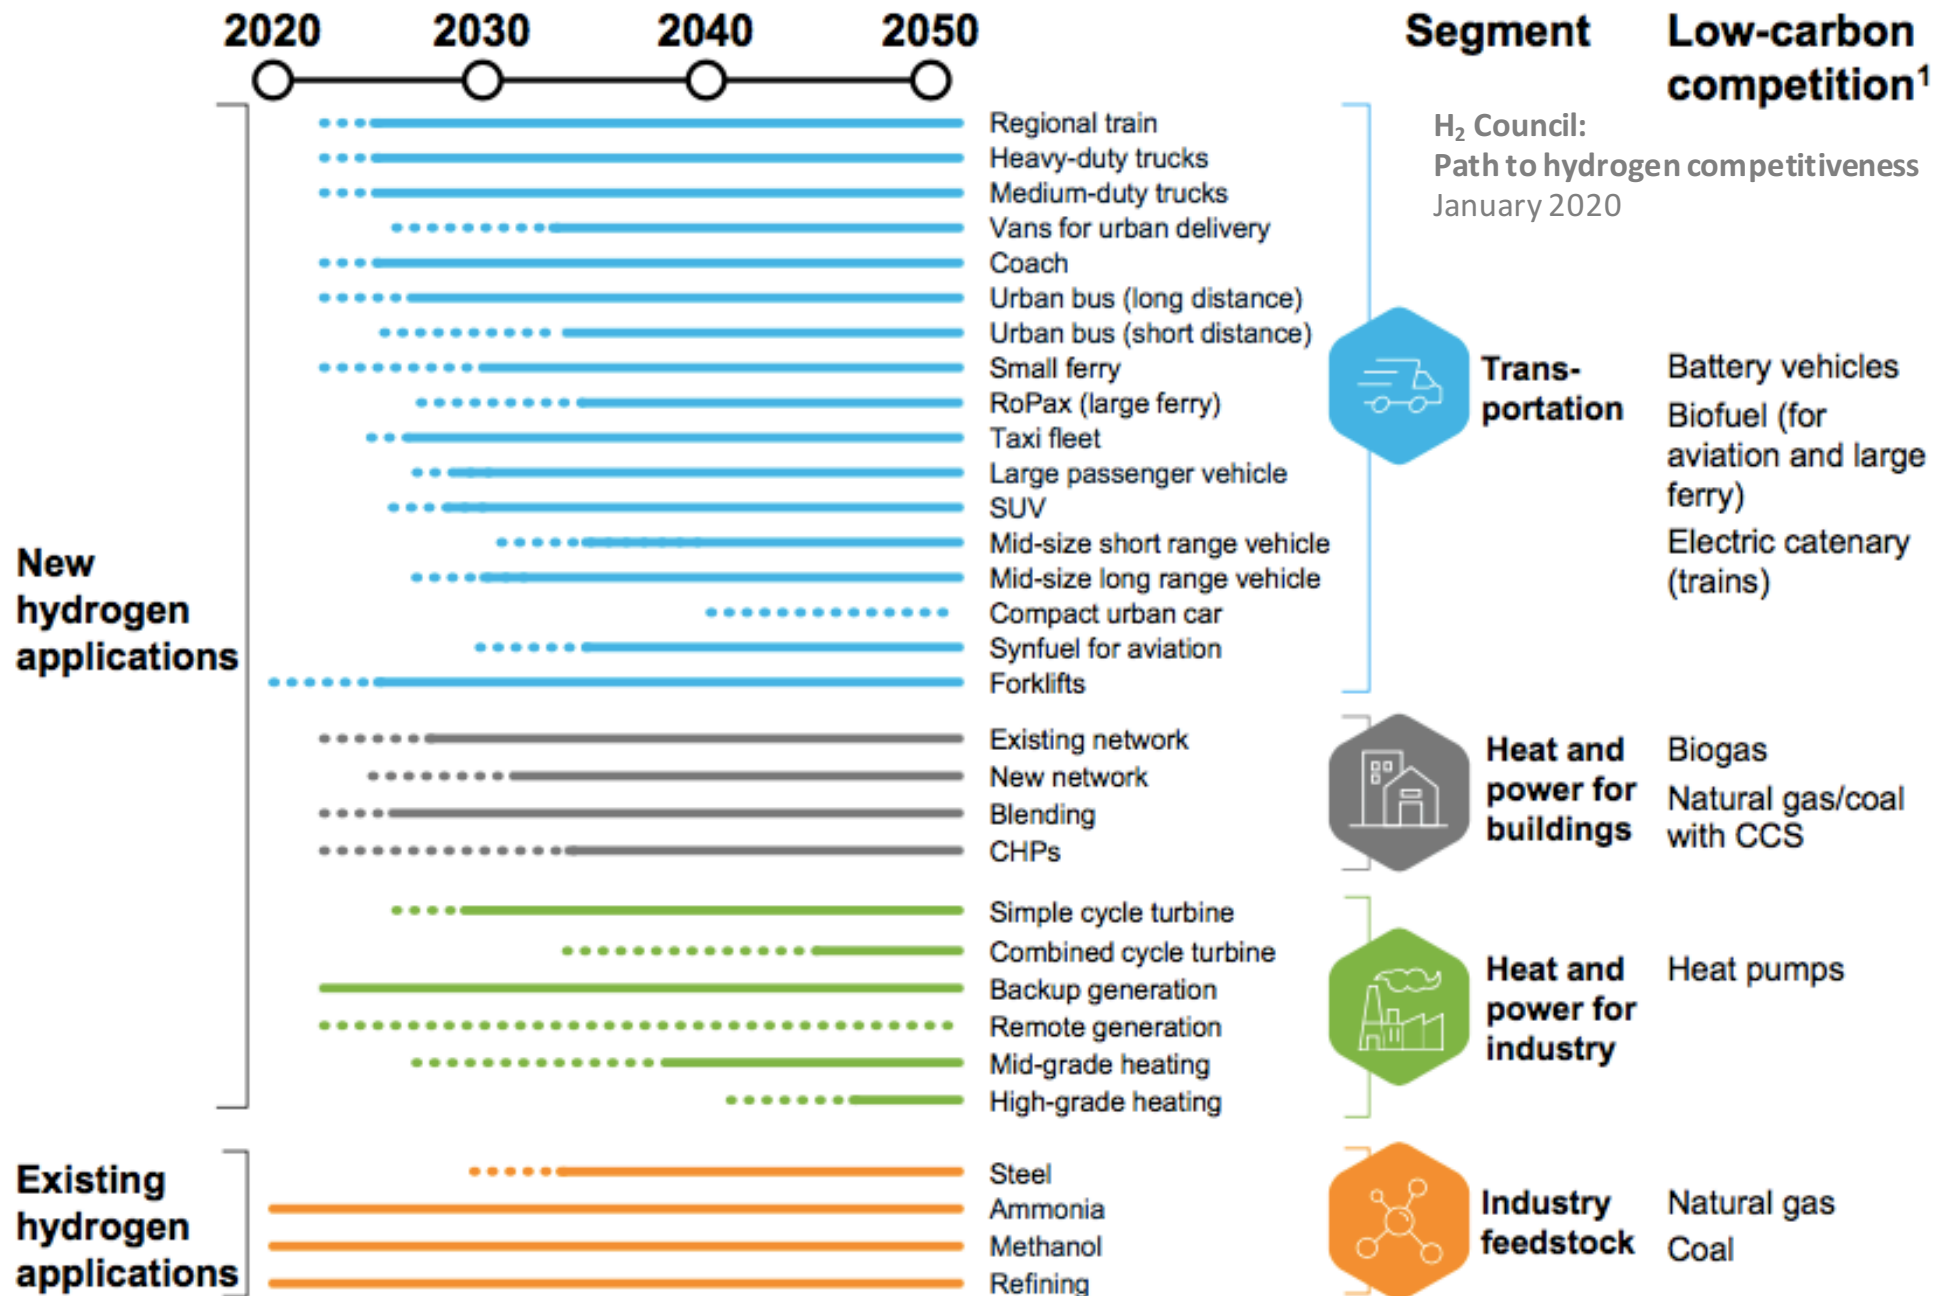 2020 2030 2040 2050 Segment Low-carbon
competition¹
H₂ Council:
Path to hydrogen competitiveness
January 2020
New
hydrogen
applications
Regional train
Heavy-duty trucks
Medium-duty trucks
Vans for urban delivery
Coach
Urban bus (long distance)
Urban bus (short distance)
Small ferry
RoPax (large ferry)
Taxi fleet
Large passenger vehicle
SUV
Mid-size short range vehicle
Mid-size long range vehicle
Compact urban car
Synfuel for aviation
Forklifts
Trans-
portation
Battery vehicles
Biofuel (for
aviation and large
ferry)
Electric catenary
(trains)
Existing network
New network
Blending
CHPs
Heat and
power for
buildings
Biogas
Natural gas/coal
with CCS
Simple cycle turbine
Combined cycle turbine
Backup generation
Remote generation
Mid-grade heating
High-grade heating
Heat and
power for
industry
Heat pumps
Existing
hydrogen
applications
Steel
Ammonia
Methanol
Refining
Industry
feedstock
Natural gas
Coal